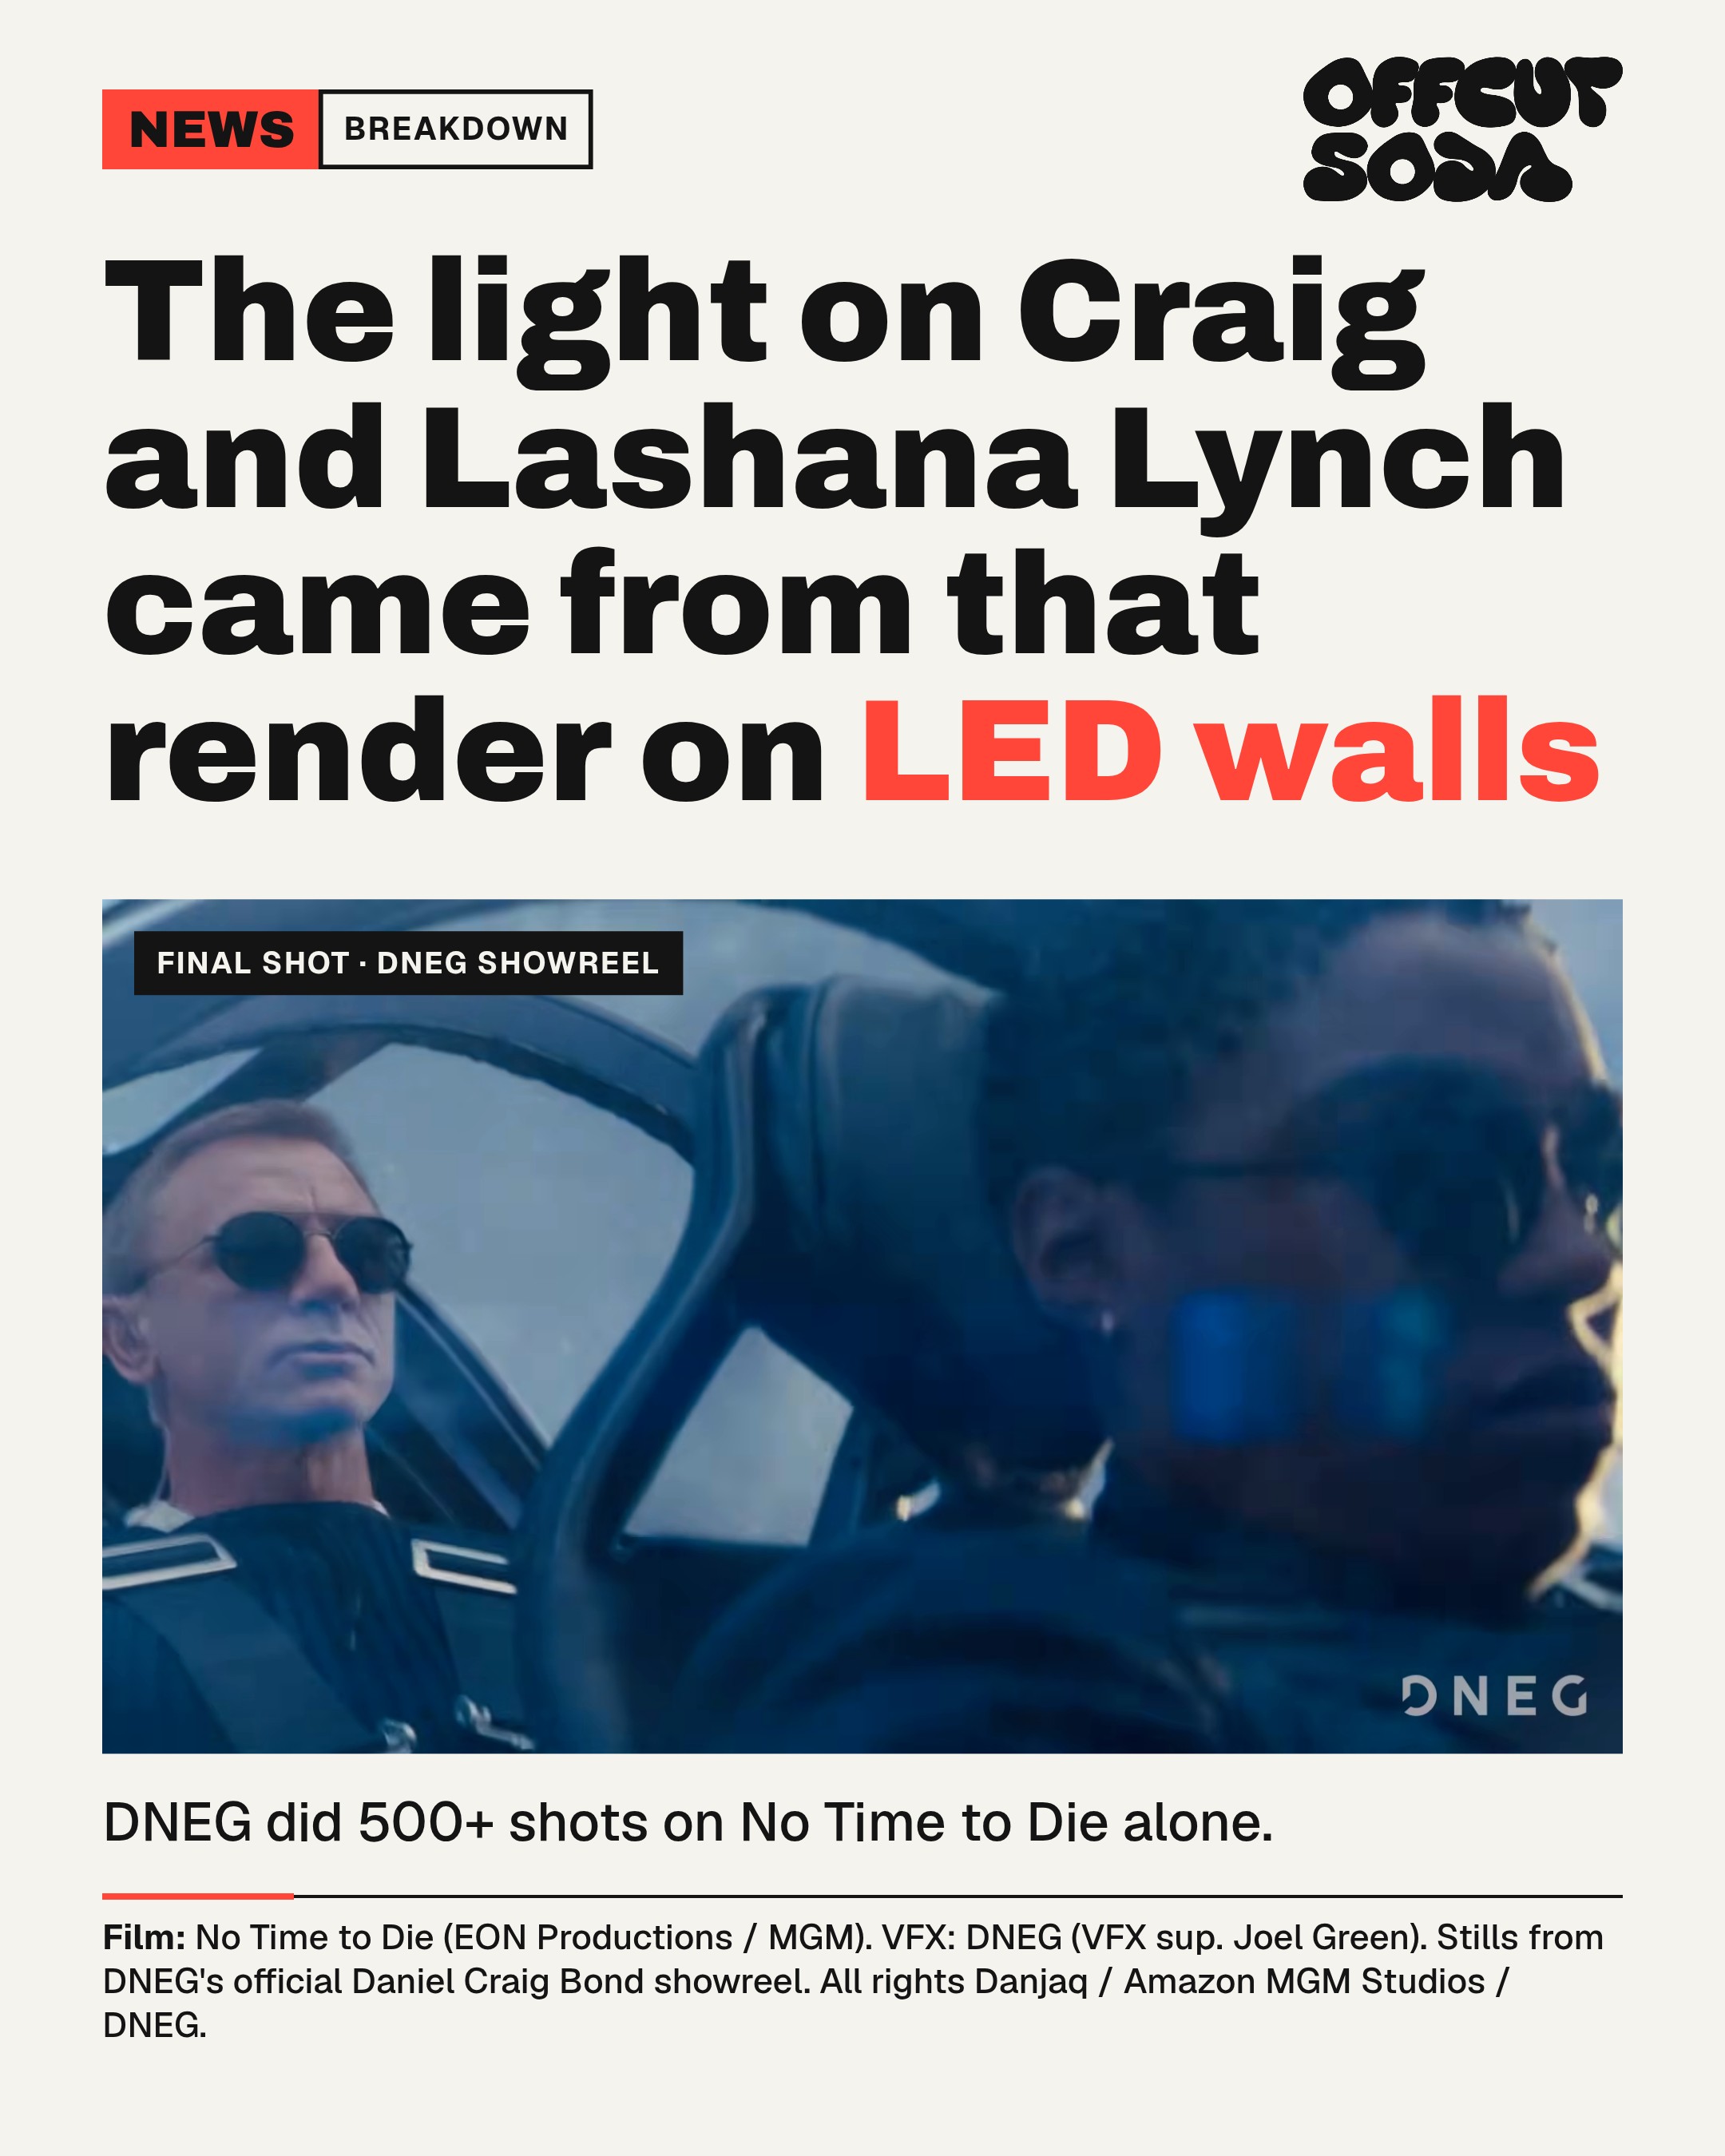 NEWS BREAKDOWN
OFFCUT
SODA
The light on Craig
and Lashana Lynch
came from that
render on LED walls
FINAL SHOT · DNEG SHOWREEL
DNEG
DNEG did 500+ shots on No Time to Die alone.
Film: No Time to Die (EON Productions / MGM). VFX: DNEG (VFX sup. Joel Green). Stills from
DNEG's official Daniel Craig Bond showreel. All rights Danjaq / Amazon MGM Studios /
DNEG.